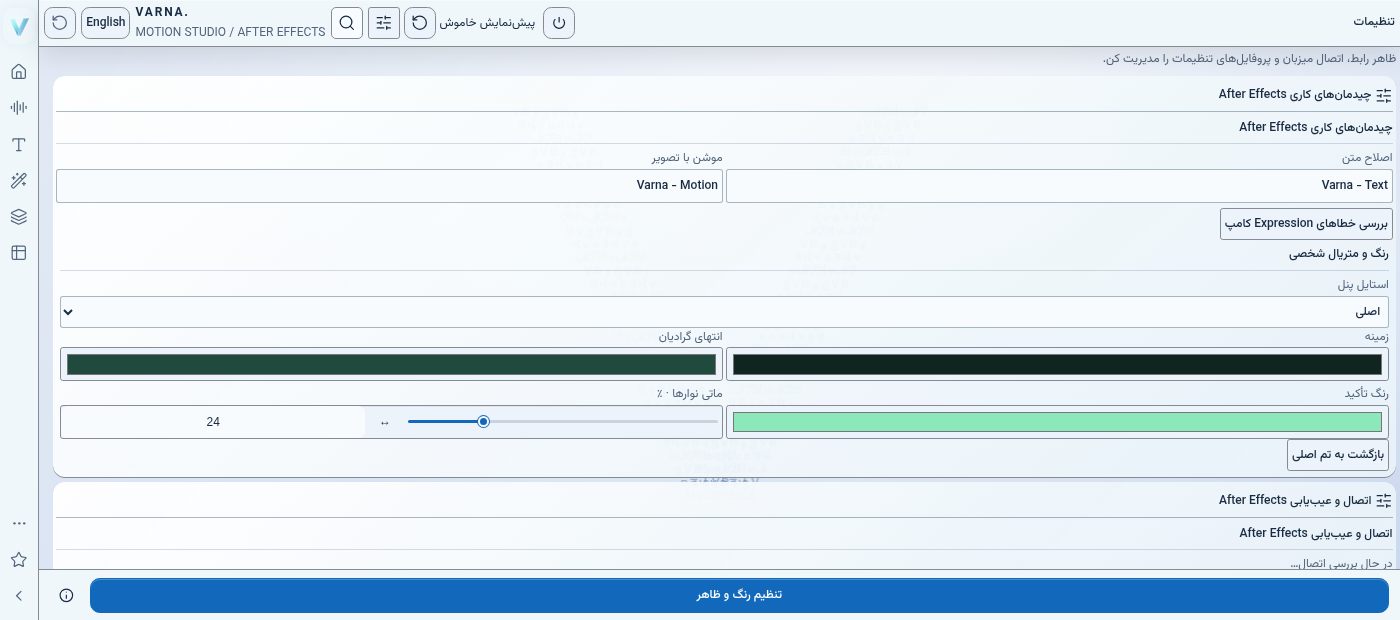 تنظیمات
پیش‌نمایش خاموش
English
VARNA.
MOTION STUDIO / AFTER EFFECTS
ظاهر رابط، اتصال میزبان و پروفایل‌های تنظیمات را مدیریت کن.
چیدمان‌های کاری After Effects
چیدمان‌های کاری After Effects
اصلاح متن
موشن با تصویر
Varna - Text
Varna - Motion
بررسی خطاهای Expression کامپ
رنگ و متریال شخصی
استایل پنل
اصلی
زمینه
انتهای گرادیان
رنگ تأکید
ماتی نوارها · ٪
24
بازگشت به تم اصلی
اتصال و عیب‌یابی After Effects
اتصال و عیب‌یابی After Effects
در حال بررسی اتصال…
تنظیم رنگ و ظاهر